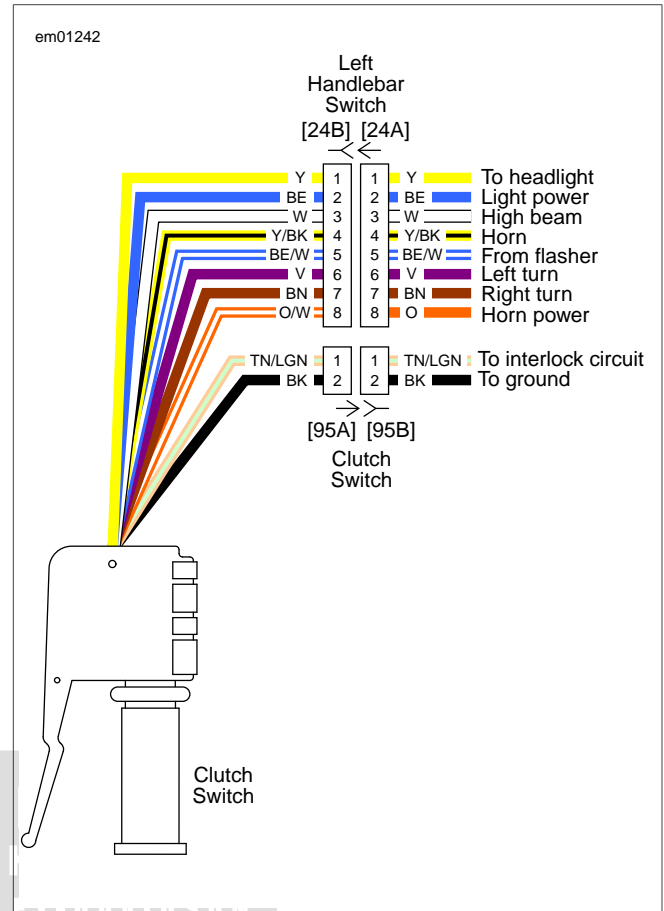 em01242
Left
Handlebar
Switch
[24B] [24A]
Y 1 1 Y To headlight
BE 2 2 BE Light power
W 3 3 W High beam
Y/BK 4 4 Y/BK Horn
BE/W 5 5 BE/W From flasher
V 6 6 V Left turn
BN 7 7 BN Right turn
O/W 8 8 O Horn power
TN/LGN 1 1 TN/LGN To interlock circuit
BK 2 2 BK To ground
[95A] [95B]
Clutch
Switch
Clutch
Switch